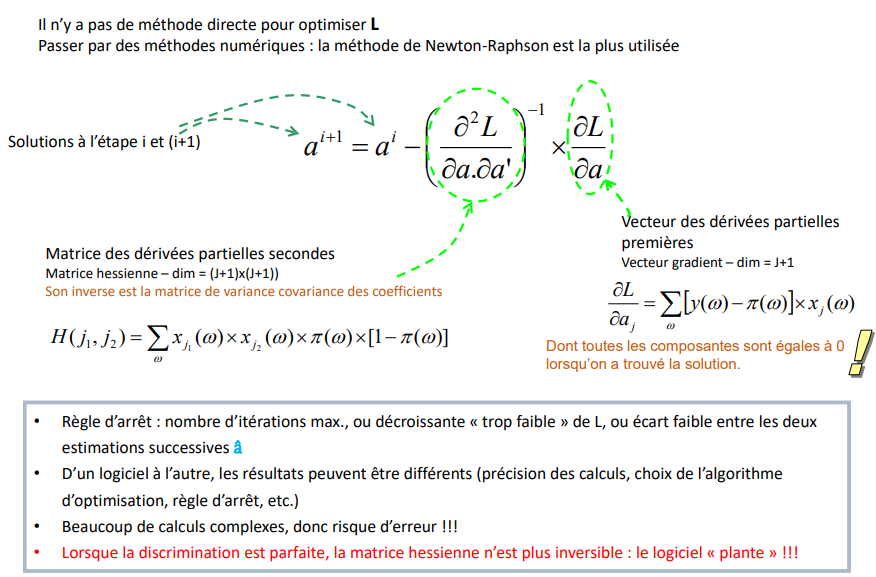 Il n'y a pas de méthode directe pour optimiser L
Passer par des méthodes numériques : la méthode de Newton-Raphson est la plus utilisée
Solutions à l'étape i et (i+1)
a^{i+1} = a^i − (∂²L / ∂a.∂a')^{−1} × ∂L / ∂a
Matrice des dérivées partielles secondes
Matrice hessienne – dim = (J+1)x(J+1))
Son inverse est la matrice de variance covariance des coefficients
H(j₁, j₂) = ∑_ω x_{j₁}(ω) × x_{j₂}(ω) × π(ω) × [1 − π(ω)]
Vecteur des dérivées partielles
premières
Vecteur gradient – dim = J+1
∂L / ∂a_j = ∑_ω [y(ω) − π(ω)] × x_j(ω)
Dont toutes les composantes sont égales à 0
lorsqu'on a trouvé la solution.
!
• Règle d'arrêt : nombre d'itérations max., ou décroissante « trop faible » de L, ou écart faible entre les deux
estimations successives â
• D'un logiciel à l'autre, les résultats peuvent être différents (précision des calculs, choix de l'algorithme
d'optimisation, règle d'arrêt, etc.)
• Beaucoup de calculs complexes, donc risque d'erreur !!!
• Lorsque la discrimination est parfaite, la matrice hessienne n'est plus inversible : le logiciel « plante » !!!